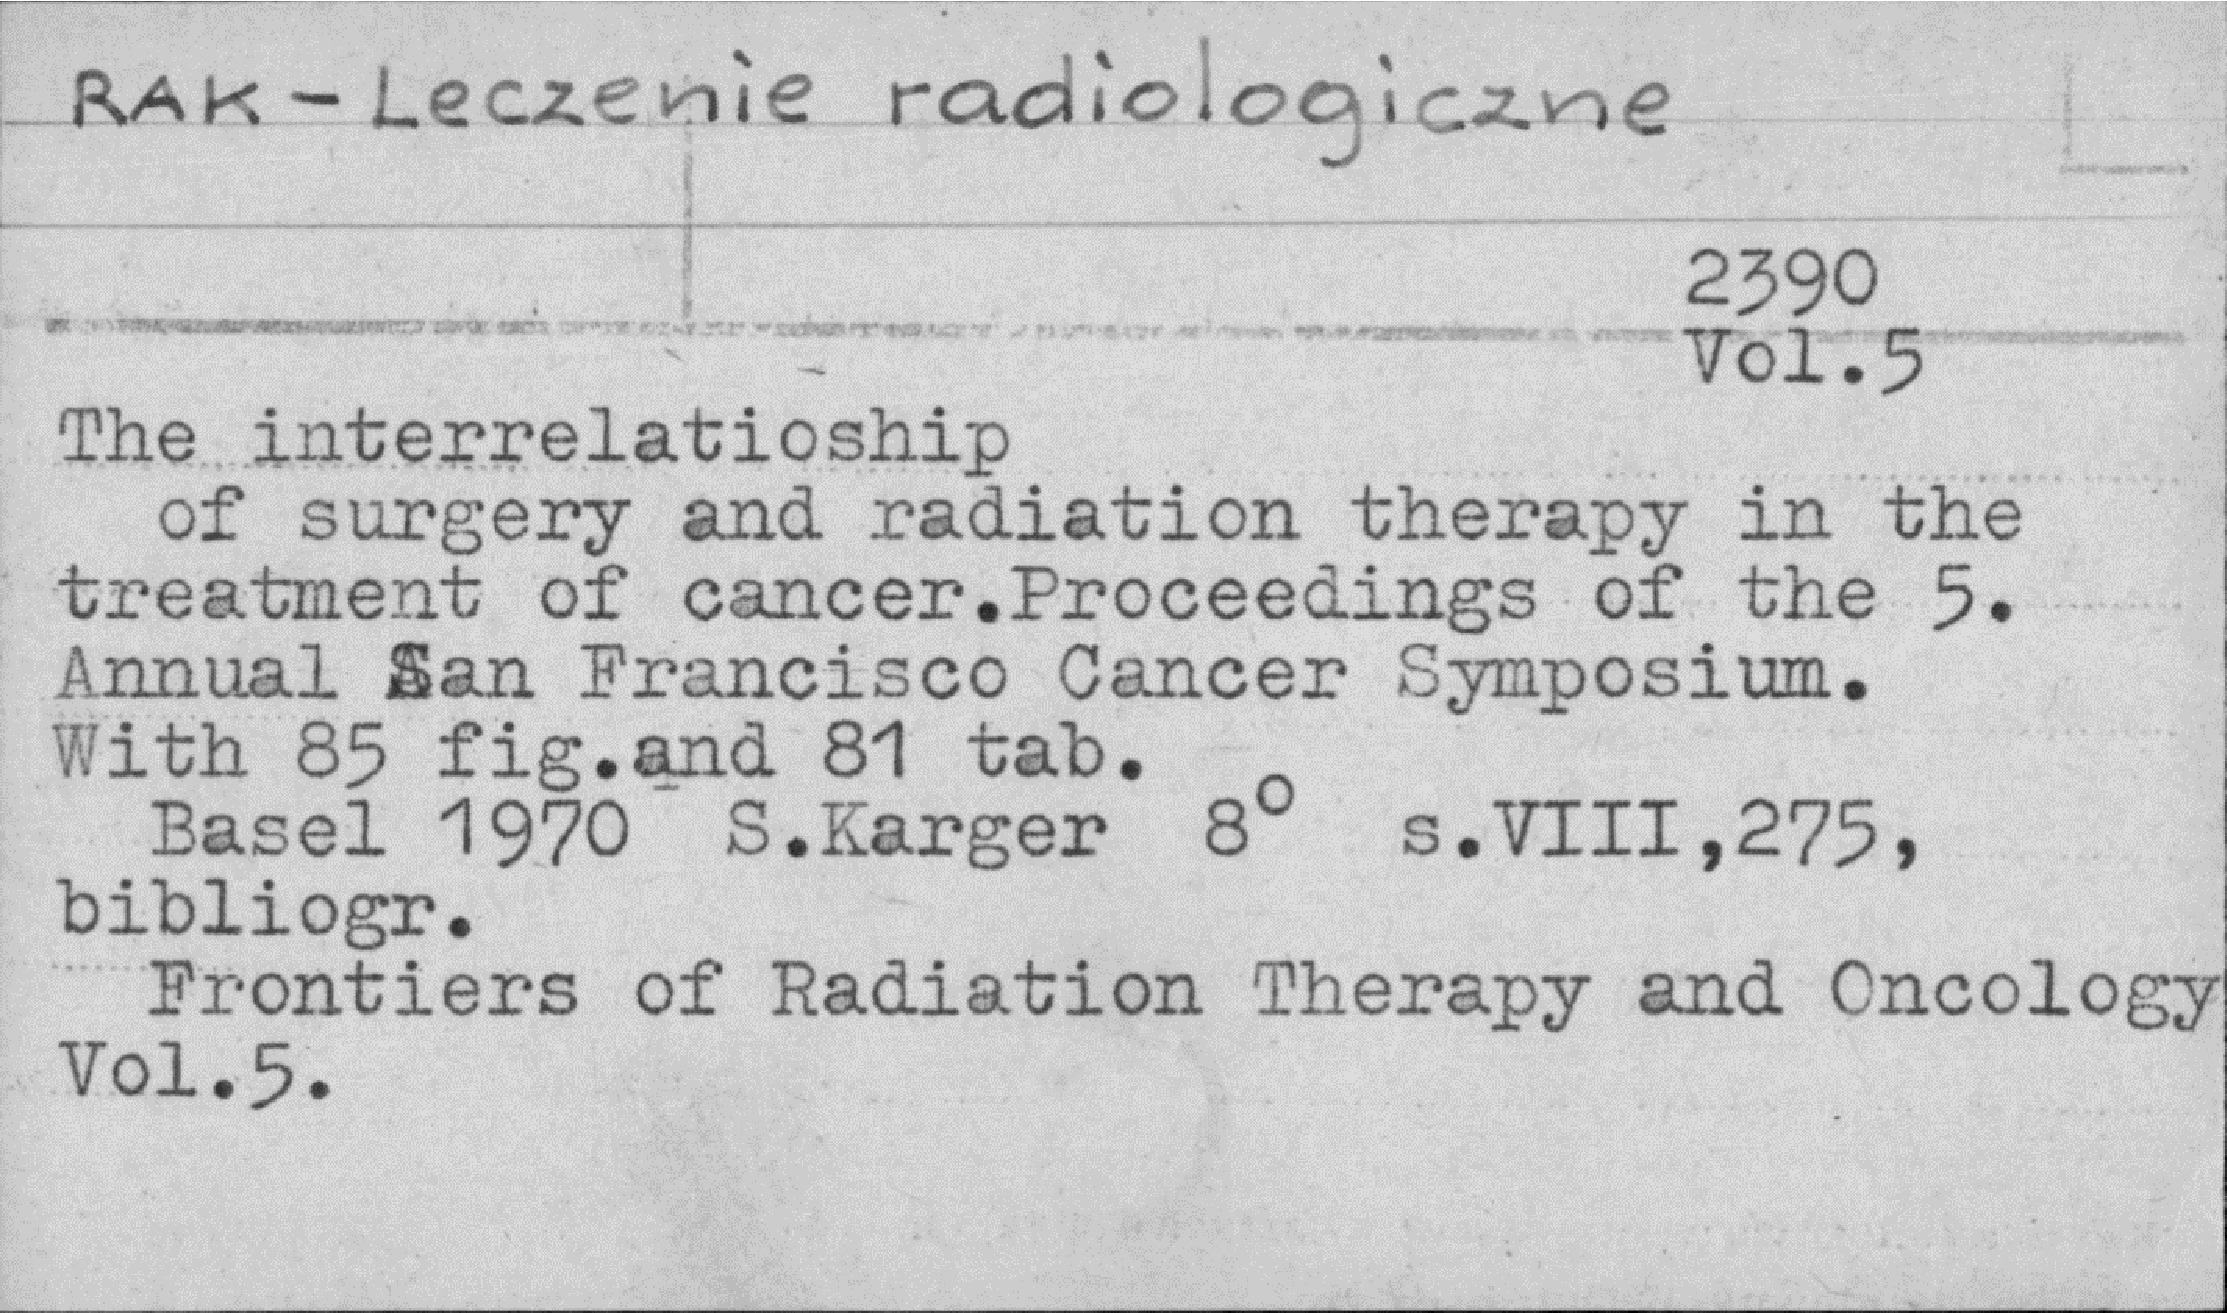 RAK - Leczenie radiologiczne
2390
Vol.5
The interrelatioship
of surgery and radiation therapy in the
treatment of cancer.Proceedings of the 5.
Annual San Francisco Cancer Symposium.
With 85 fig.and 81 tab.
Basel 1970 S.Karger 8° s.VIII,275,
bibliogr.
Frontiers of Radiation Therapy and Oncology
Vol.5.